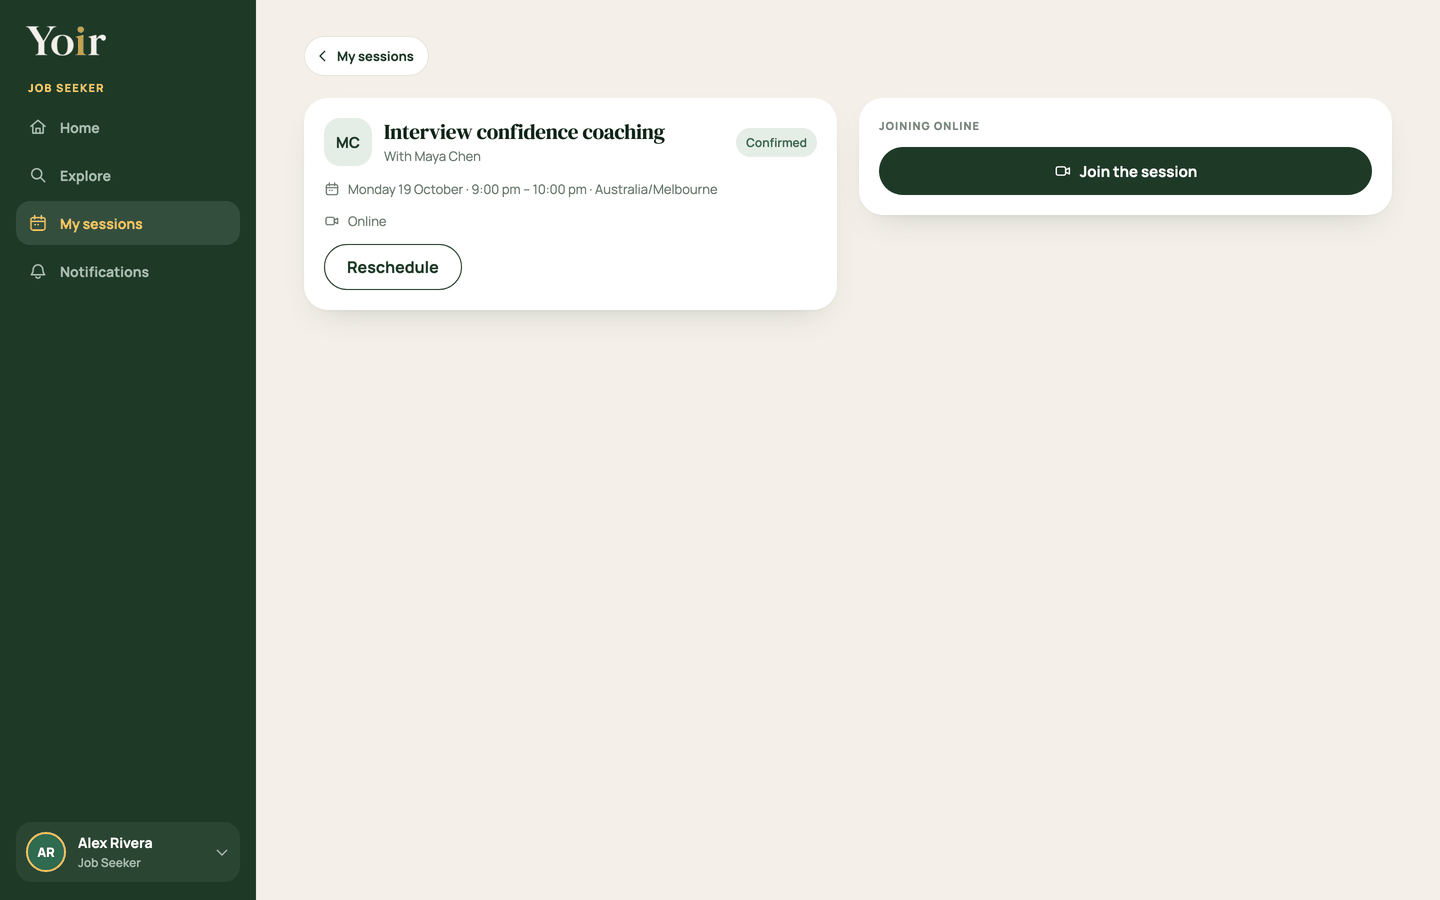 Yoir
JOB SEEKER
Home
Explore
My sessions
Notifications
AR
Alex Rivera
Job Seeker
My sessions
MC
Interview confidence coaching
With Maya Chen
Confirmed
Monday 19 October · 9:00 pm – 10:00 pm · Australia/Melbourne
Online
Reschedule
JOINING ONLINE
Join the session